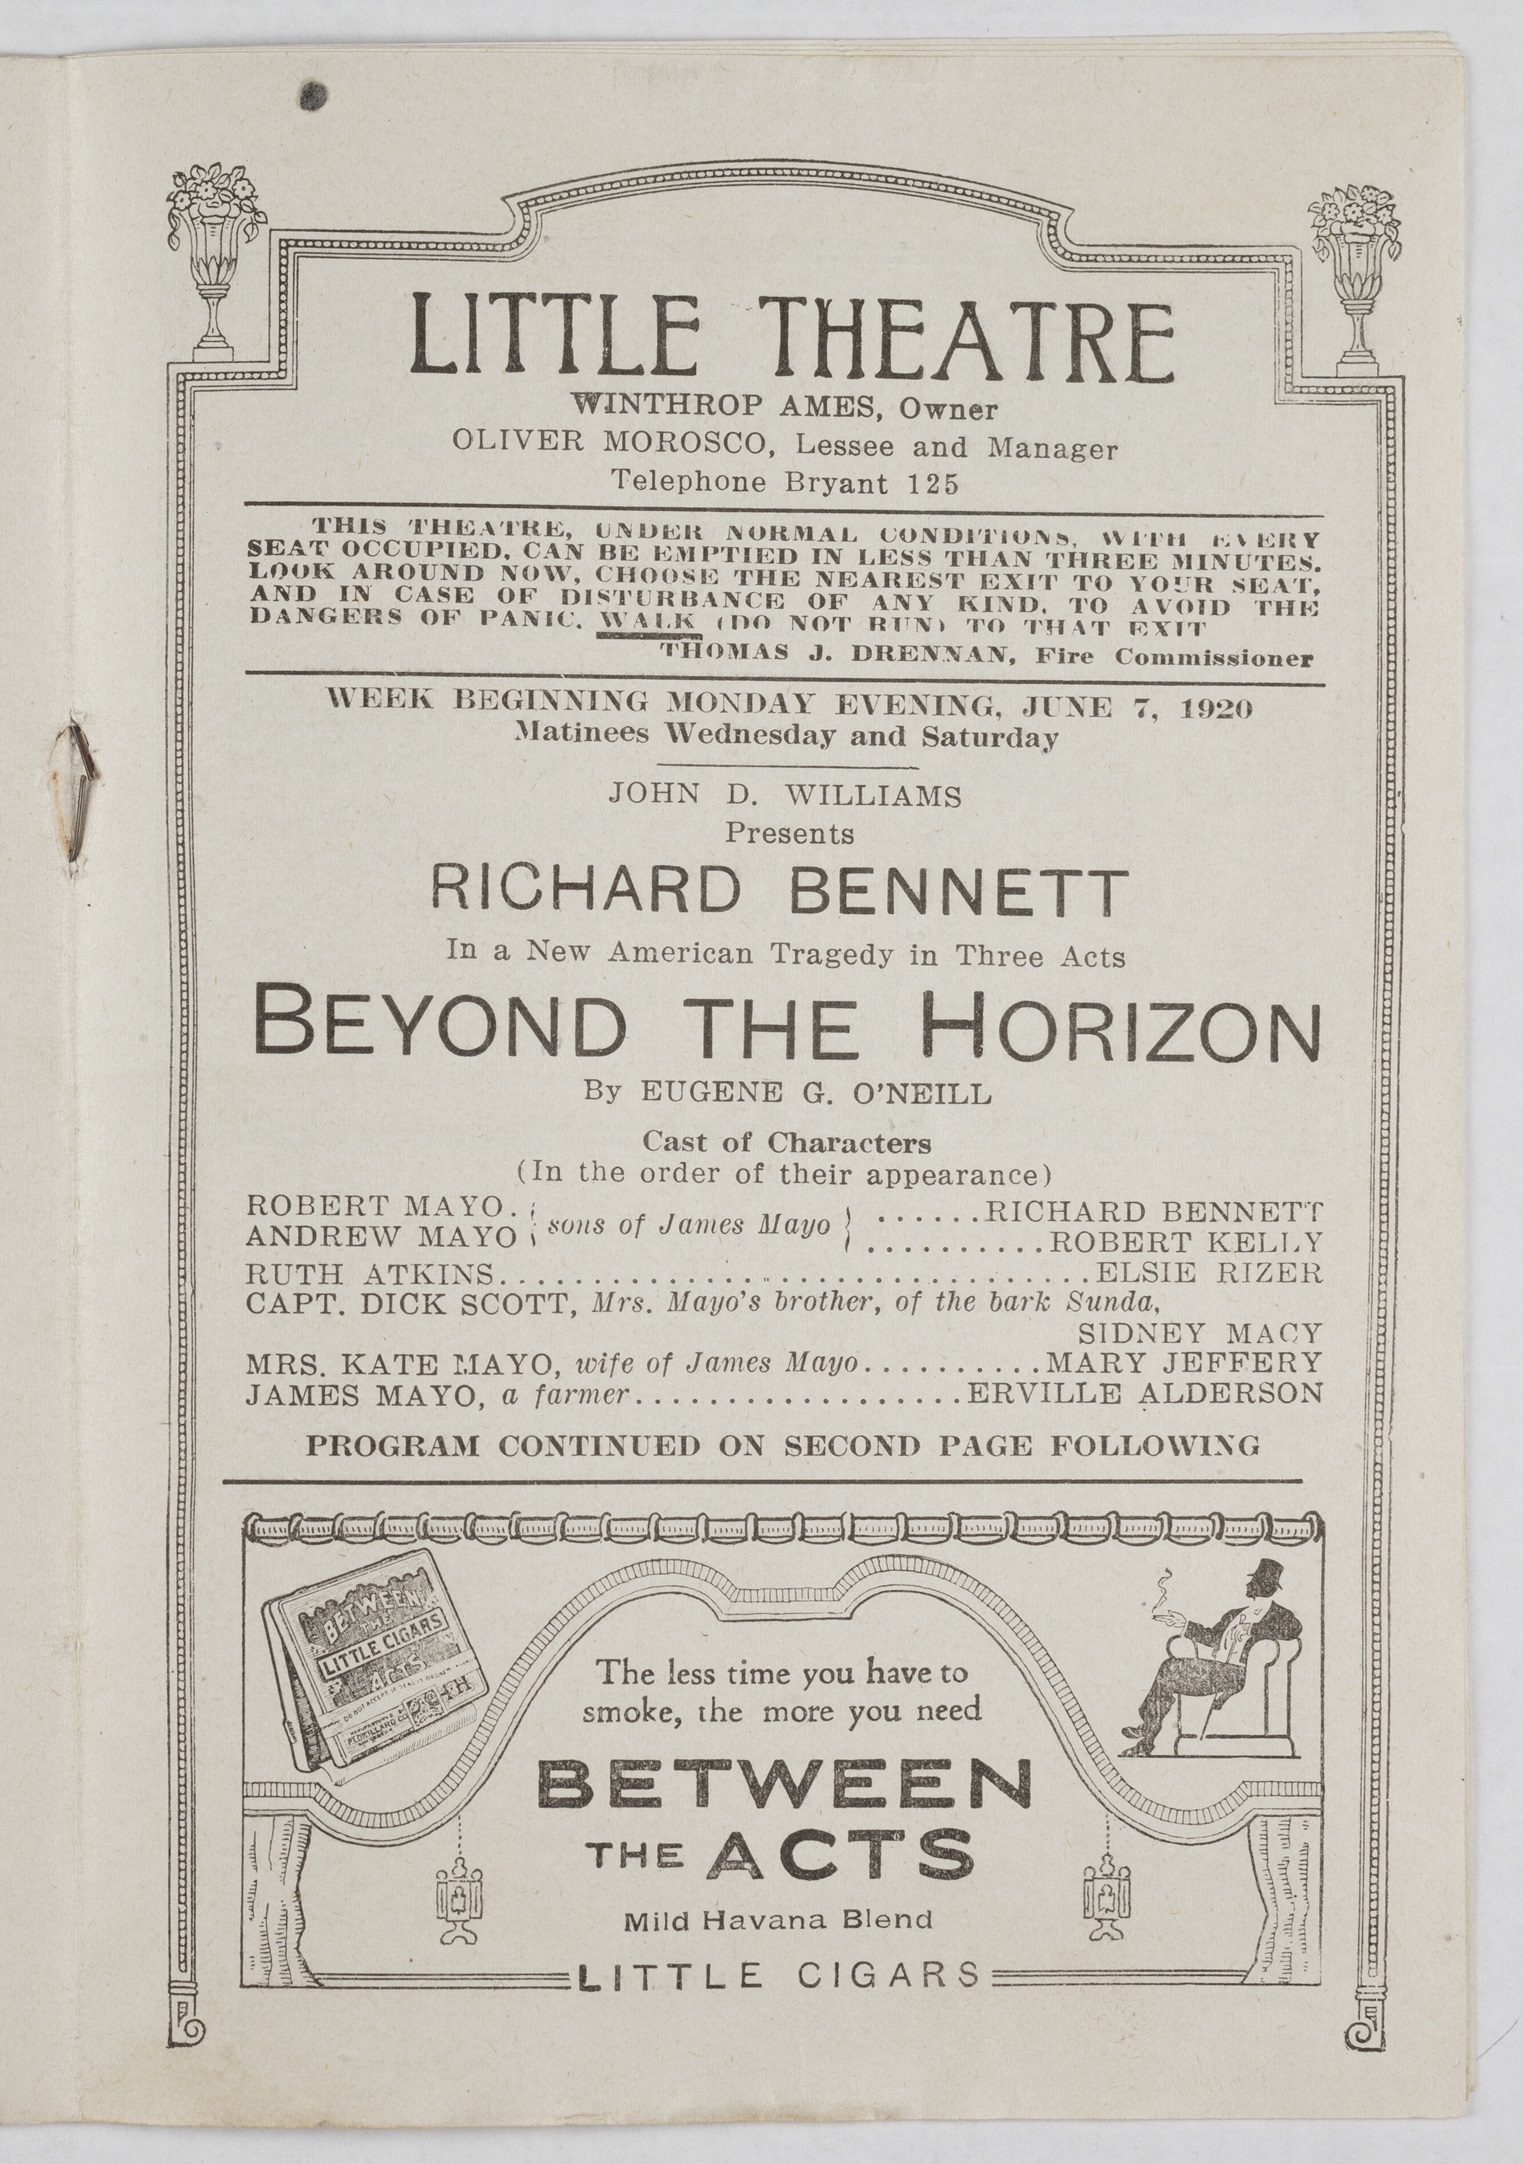 LITTLE THEATRE
WINTHROP AMES, Owner
OLIVER MOROSCO, Lessee and Manager
Telephone Bryant 125
THIS THEATRE, UNDER NORMAL CONDITIONS, WITH EVERY
SEAT OCCUPIED, CAN BE EMPTIED IN LESS THAN THREE MINUTES.
LOOK AROUND NOW, CHOOSE THE NEAREST EXIT TO YOUR SEAT,
AND IN CASE OF DISTURBANCE OF ANY KIND, TO AVOID THE
DANGERS OF PANIC, WALK (DO NOT RUN) TO THAT EXIT
THOMAS J. DRENNAN, Fire Commissioner
WEEK BEGINNING MONDAY EVENING, JUNE 7, 1920
Matinees Wednesday and Saturday
JOHN D. WILLIAMS
Presents
RICHARD BENNETT
In a New American Tragedy in Three Acts
BEYOND THE HORIZON
By EUGENE G. O'NEILL
Cast of Characters
(In the order of their appearance)
ROBERT MAYO. { sons of James Mayo } ......RICHARD BENNETT
ANDREW MAYO ..........ROBERT KELLY
RUTH ATKINS...................................ELSIE RIZER
CAPT. DICK SCOTT, Mrs. Mayo's brother, of the bark Sunda,
SIDNEY MACY
MRS. KATE MAYO, wife of James Mayo..........MARY JEFFERY
JAMES MAYO, a farmer..................ERVILLE ALDERSON
PROGRAM CONTINUED ON SECOND PAGE FOLLOWING
BETWEEN
THE
LITTLE CIGARS
ACTS
P. LORILLARD CO.
The less time you have to
smoke, the more you need
BETWEEN
THE ACTS
Mild Havana Blend
LITTLE CIGARS